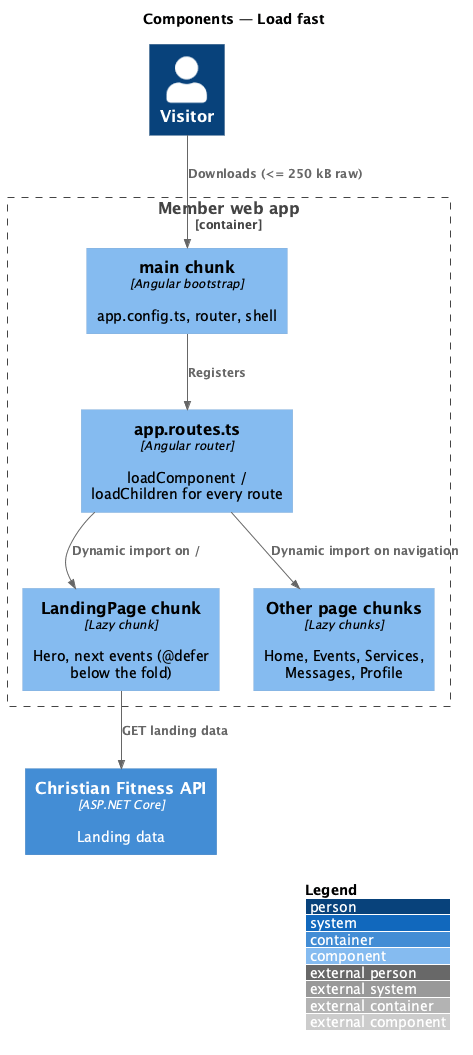 Components — Load fast
Visitor
Downloads (<= 250 kB raw)
Member web app
[container]
main chunk
[Angular bootstrap]
app.config.ts, router, shell
Registers
app.routes.ts
[Angular router]
loadComponent /
loadChildren for every route
Dynamic import on /
Dynamic import on navigation
LandingPage chunk
[Lazy chunk]
Hero, next events (@defer
below the fold)
Other page chunks
[Lazy chunks]
Home, Events, Services,
Messages, Profile
GET landing data
Christian Fitness API
[ASP.NET Core]
Landing data
Legend
person
system
container
component
external person
external system
external container
external component